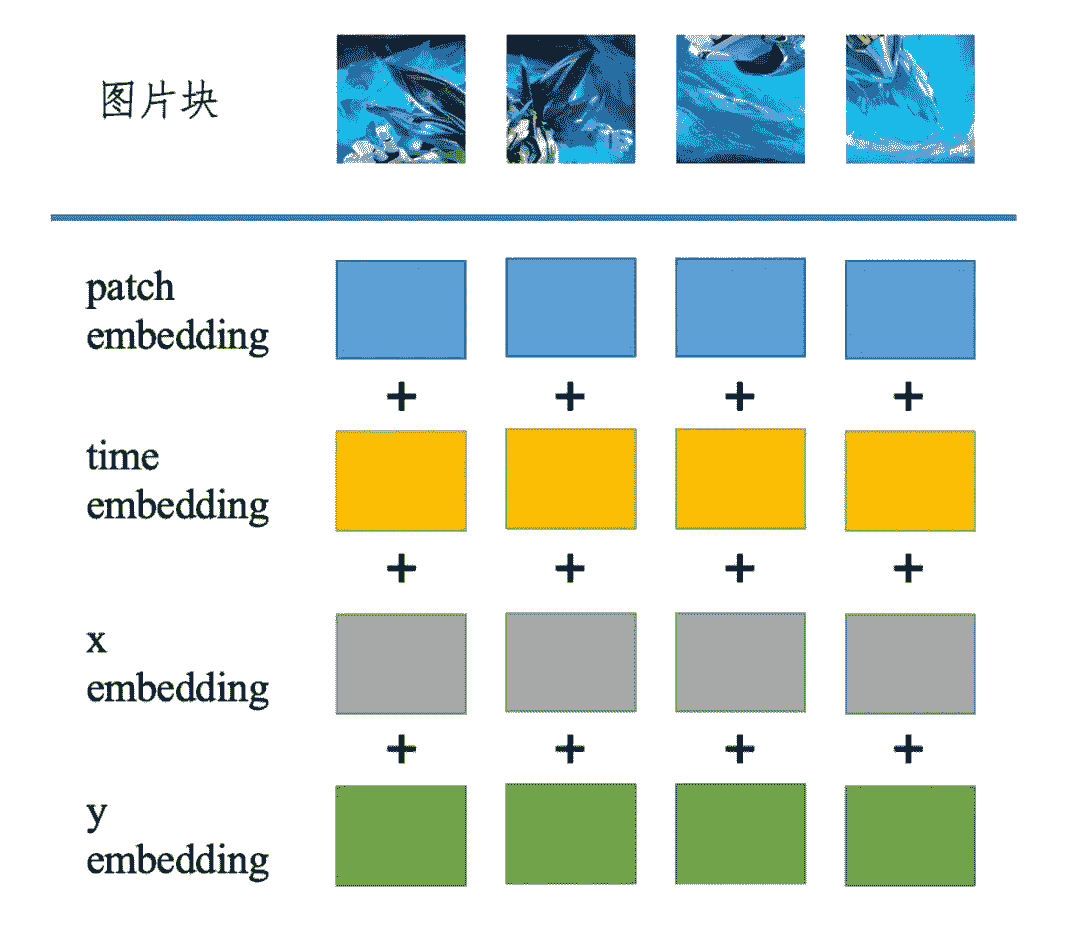 图片块
patch
embedding
+ + + +
time
embedding
+ + + +
x
embedding
+ + + +
y
embedding